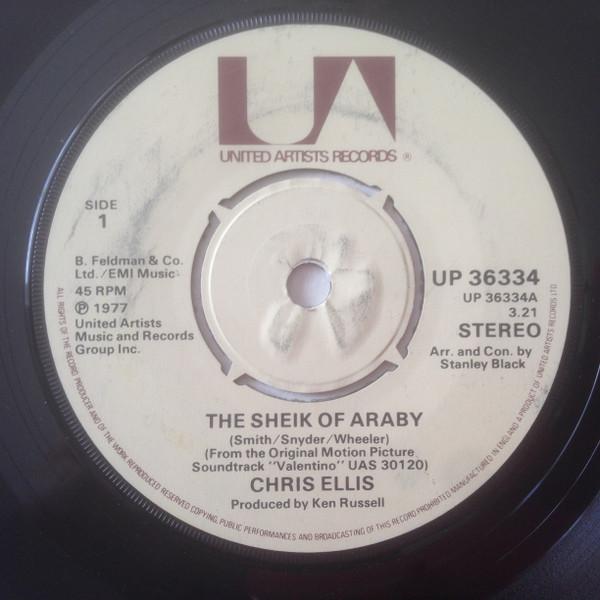 UA
UNITED ARTISTS RECORDS ®
SIDE
1
B. Feldman & Co.
Ltd./EMI Music
45 RPM
℗ 1977
United Artists
Music and Records
Group Inc.
UP 36334
UP 36334A
3.21
STEREO
Arr. and Con. by
Stanley Black
THE SHEIK OF ARABY
(Smith/Snyder/Wheeler)
(From the Original Motion Picture
Soundtrack "Valentino" UAS 30120)
CHRIS ELLIS
Produced by Ken Russell
ALL RIGHTS OF THE RECORD PRODUCER AND OF THE WORK REPRODUCED RESERVED COPYING, PUBLIC PERFORMANCES AND BROADCASTING OF THIS RECORD PROHIBITED MANUFACTURED IN ENGLAND A PRODUCT OF UNITED ARTISTS RECORDS LTD.